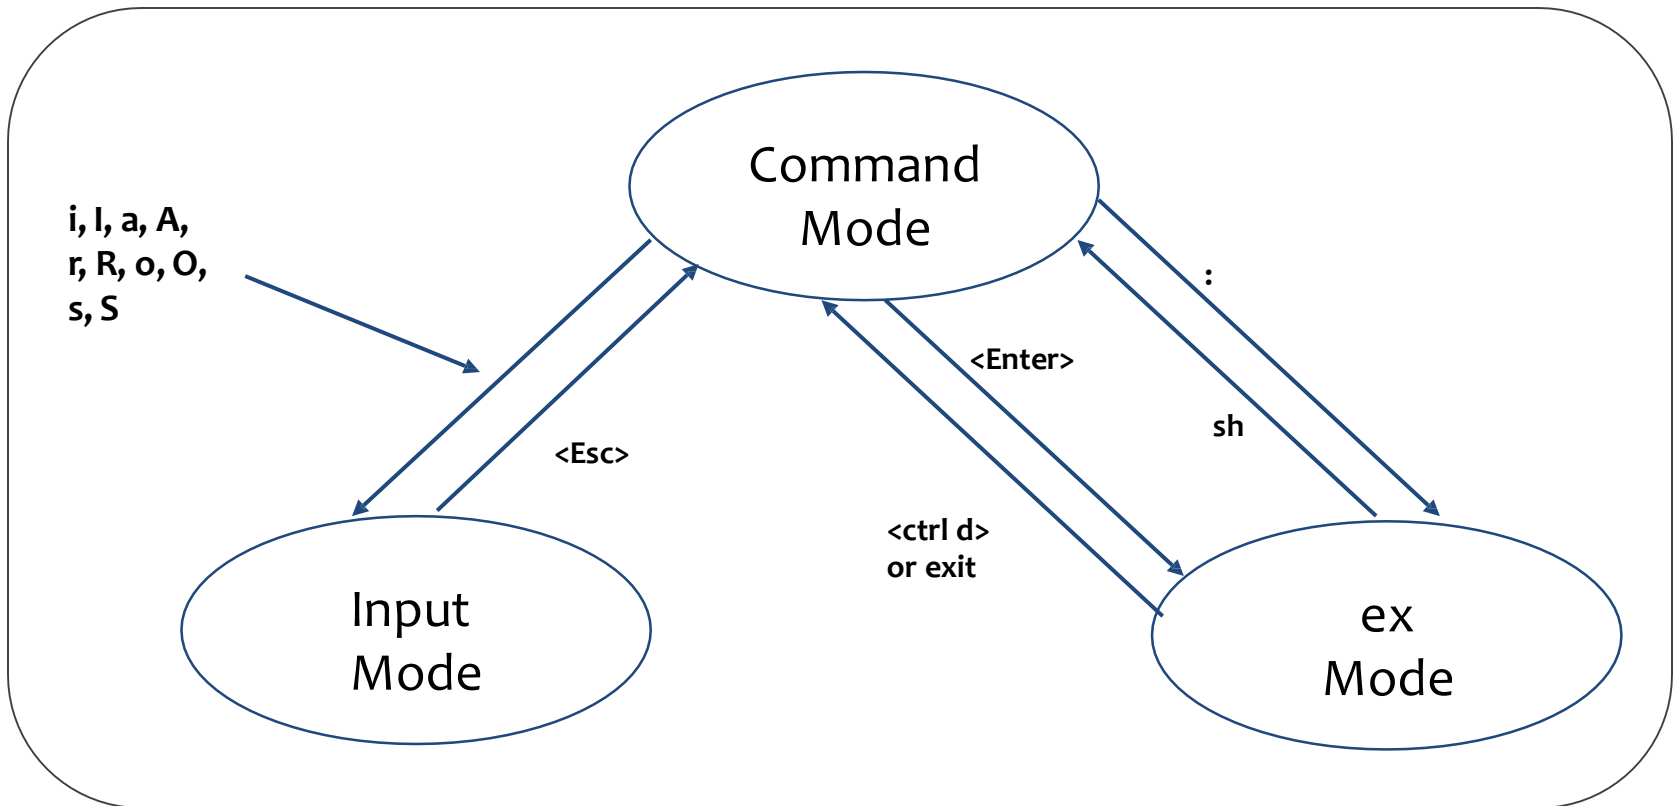 Command
Mode
i, I, a, A,
r, R, o, O,
s, S
:
<Enter>
sh
<Esc>
<ctrl d>
or exit
Input
Mode
ex
Mode